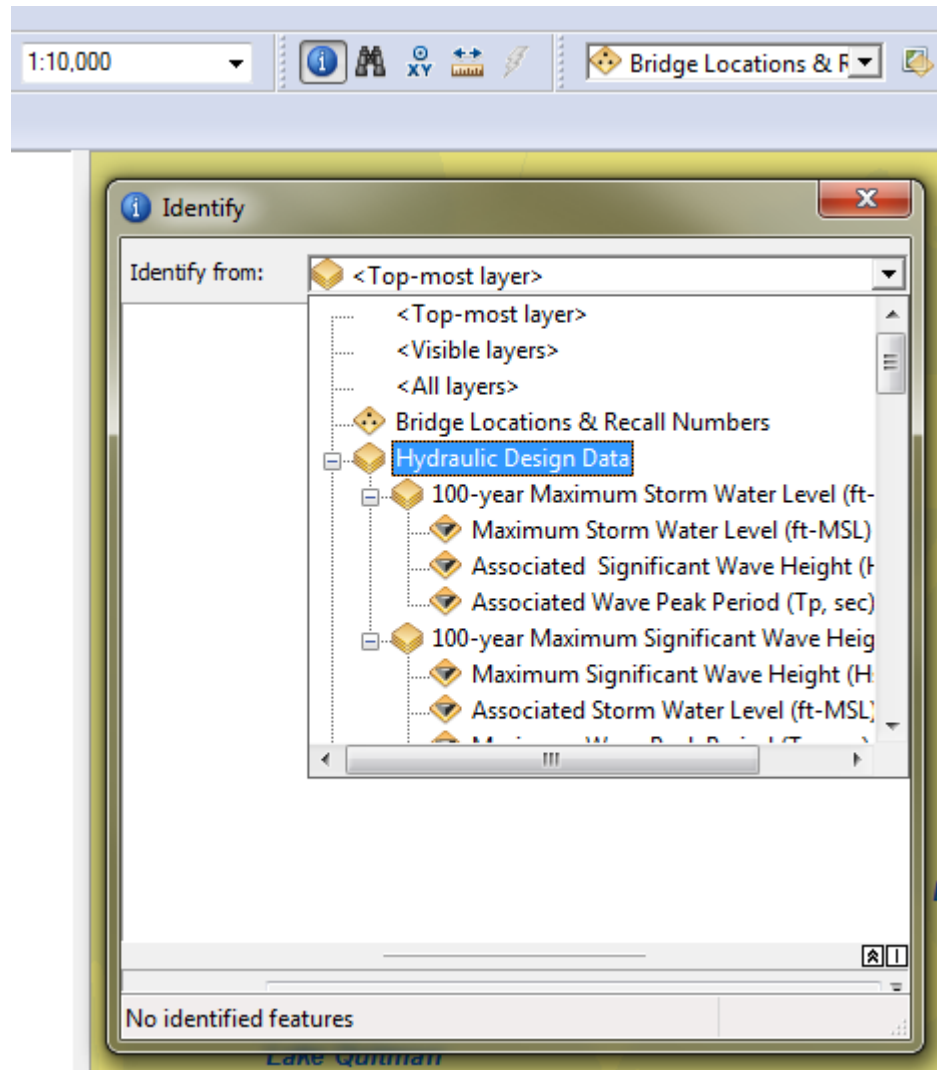 1:10,000
XY
Bridge Locations & R
Identify
Identify from:
<Top-most layer>
<Top-most layer>
<Visible layers>
<All layers>
Bridge Locations & Recall Numbers
Hydraulic Design Data
100-year Maximum Storm Water Level (ft-
Maximum Storm Water Level (ft-MSL)
Associated  Significant Wave Height (H
Associated Wave Peak Period (Tp, sec)
100-year Maximum Significant Wave Heig
Maximum Significant Wave Height (H
Associated Storm Water Level (ft-MSL)
No identified features
Lake Quitman